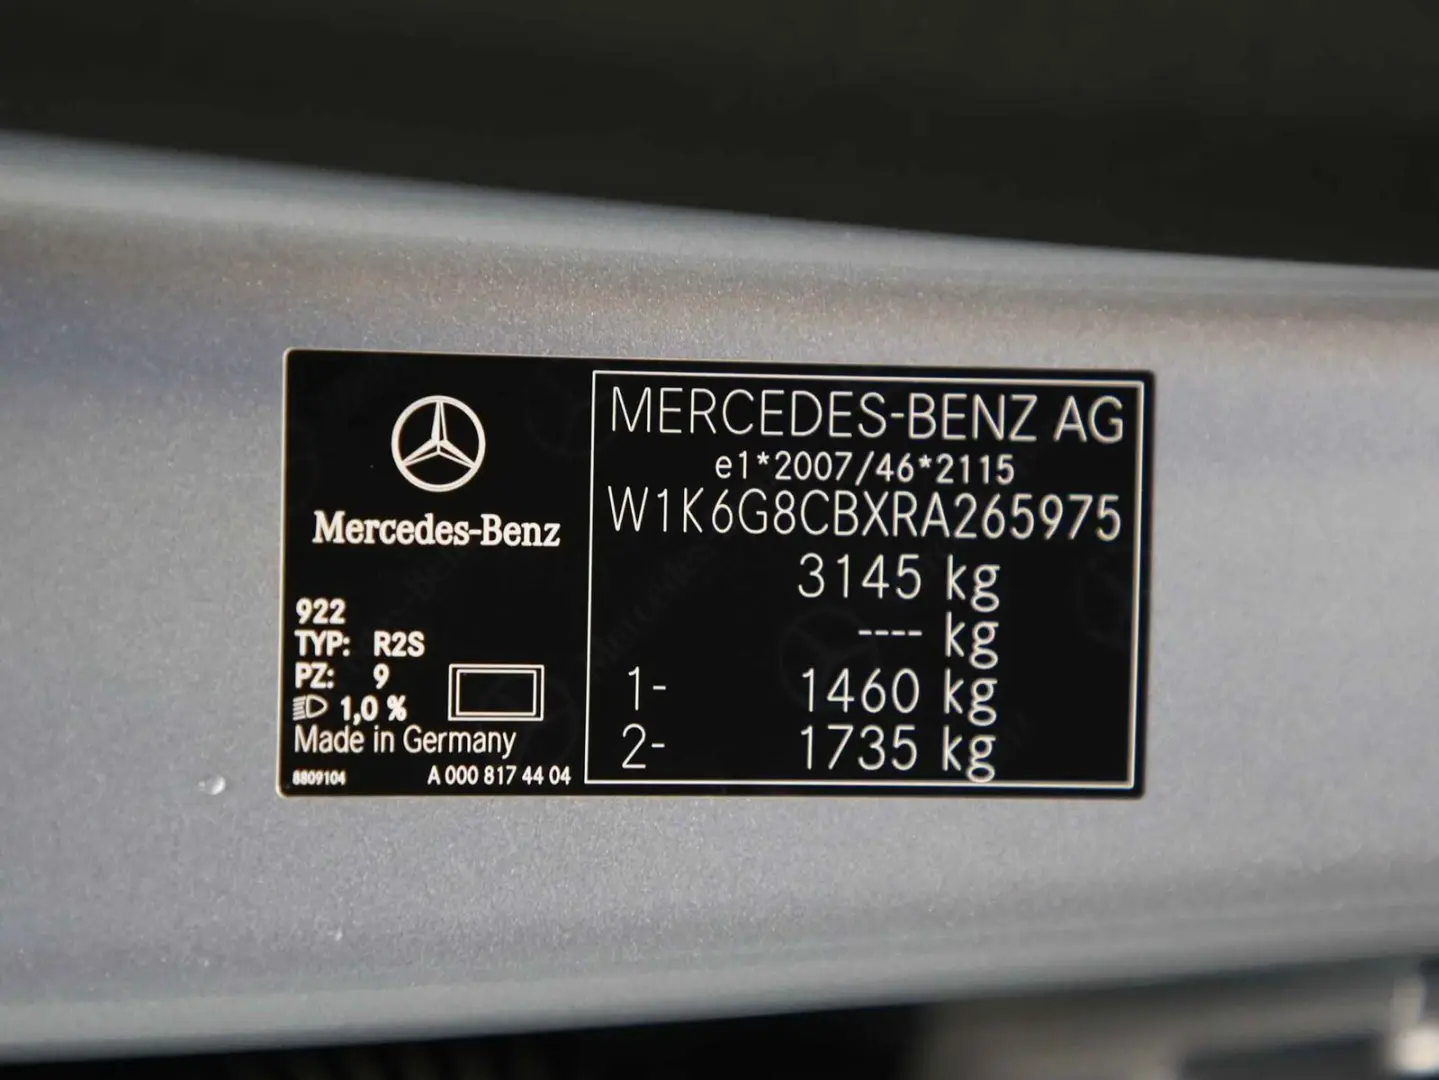 Mercedes-Benz
922
TYP: R2S
PZ: 9
1,0 %
Made in Germany
8809104 A 000 817 44 04
MERCEDES-BENZ AG
e1*2007/46*2115
W1K6G8CBXRA265975
3145 kg
---- kg
1- 1460 kg
2- 1735 kg